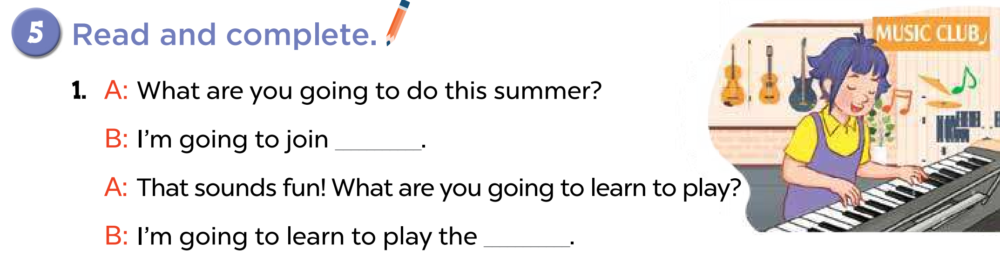 5 Read and complete.
MUSIC CLUB
1. A: What are you going to do this summer?
B: I'm going to join ________.
A: That sounds fun! What are you going to learn to play?
B: I'm going to learn to play the ________.